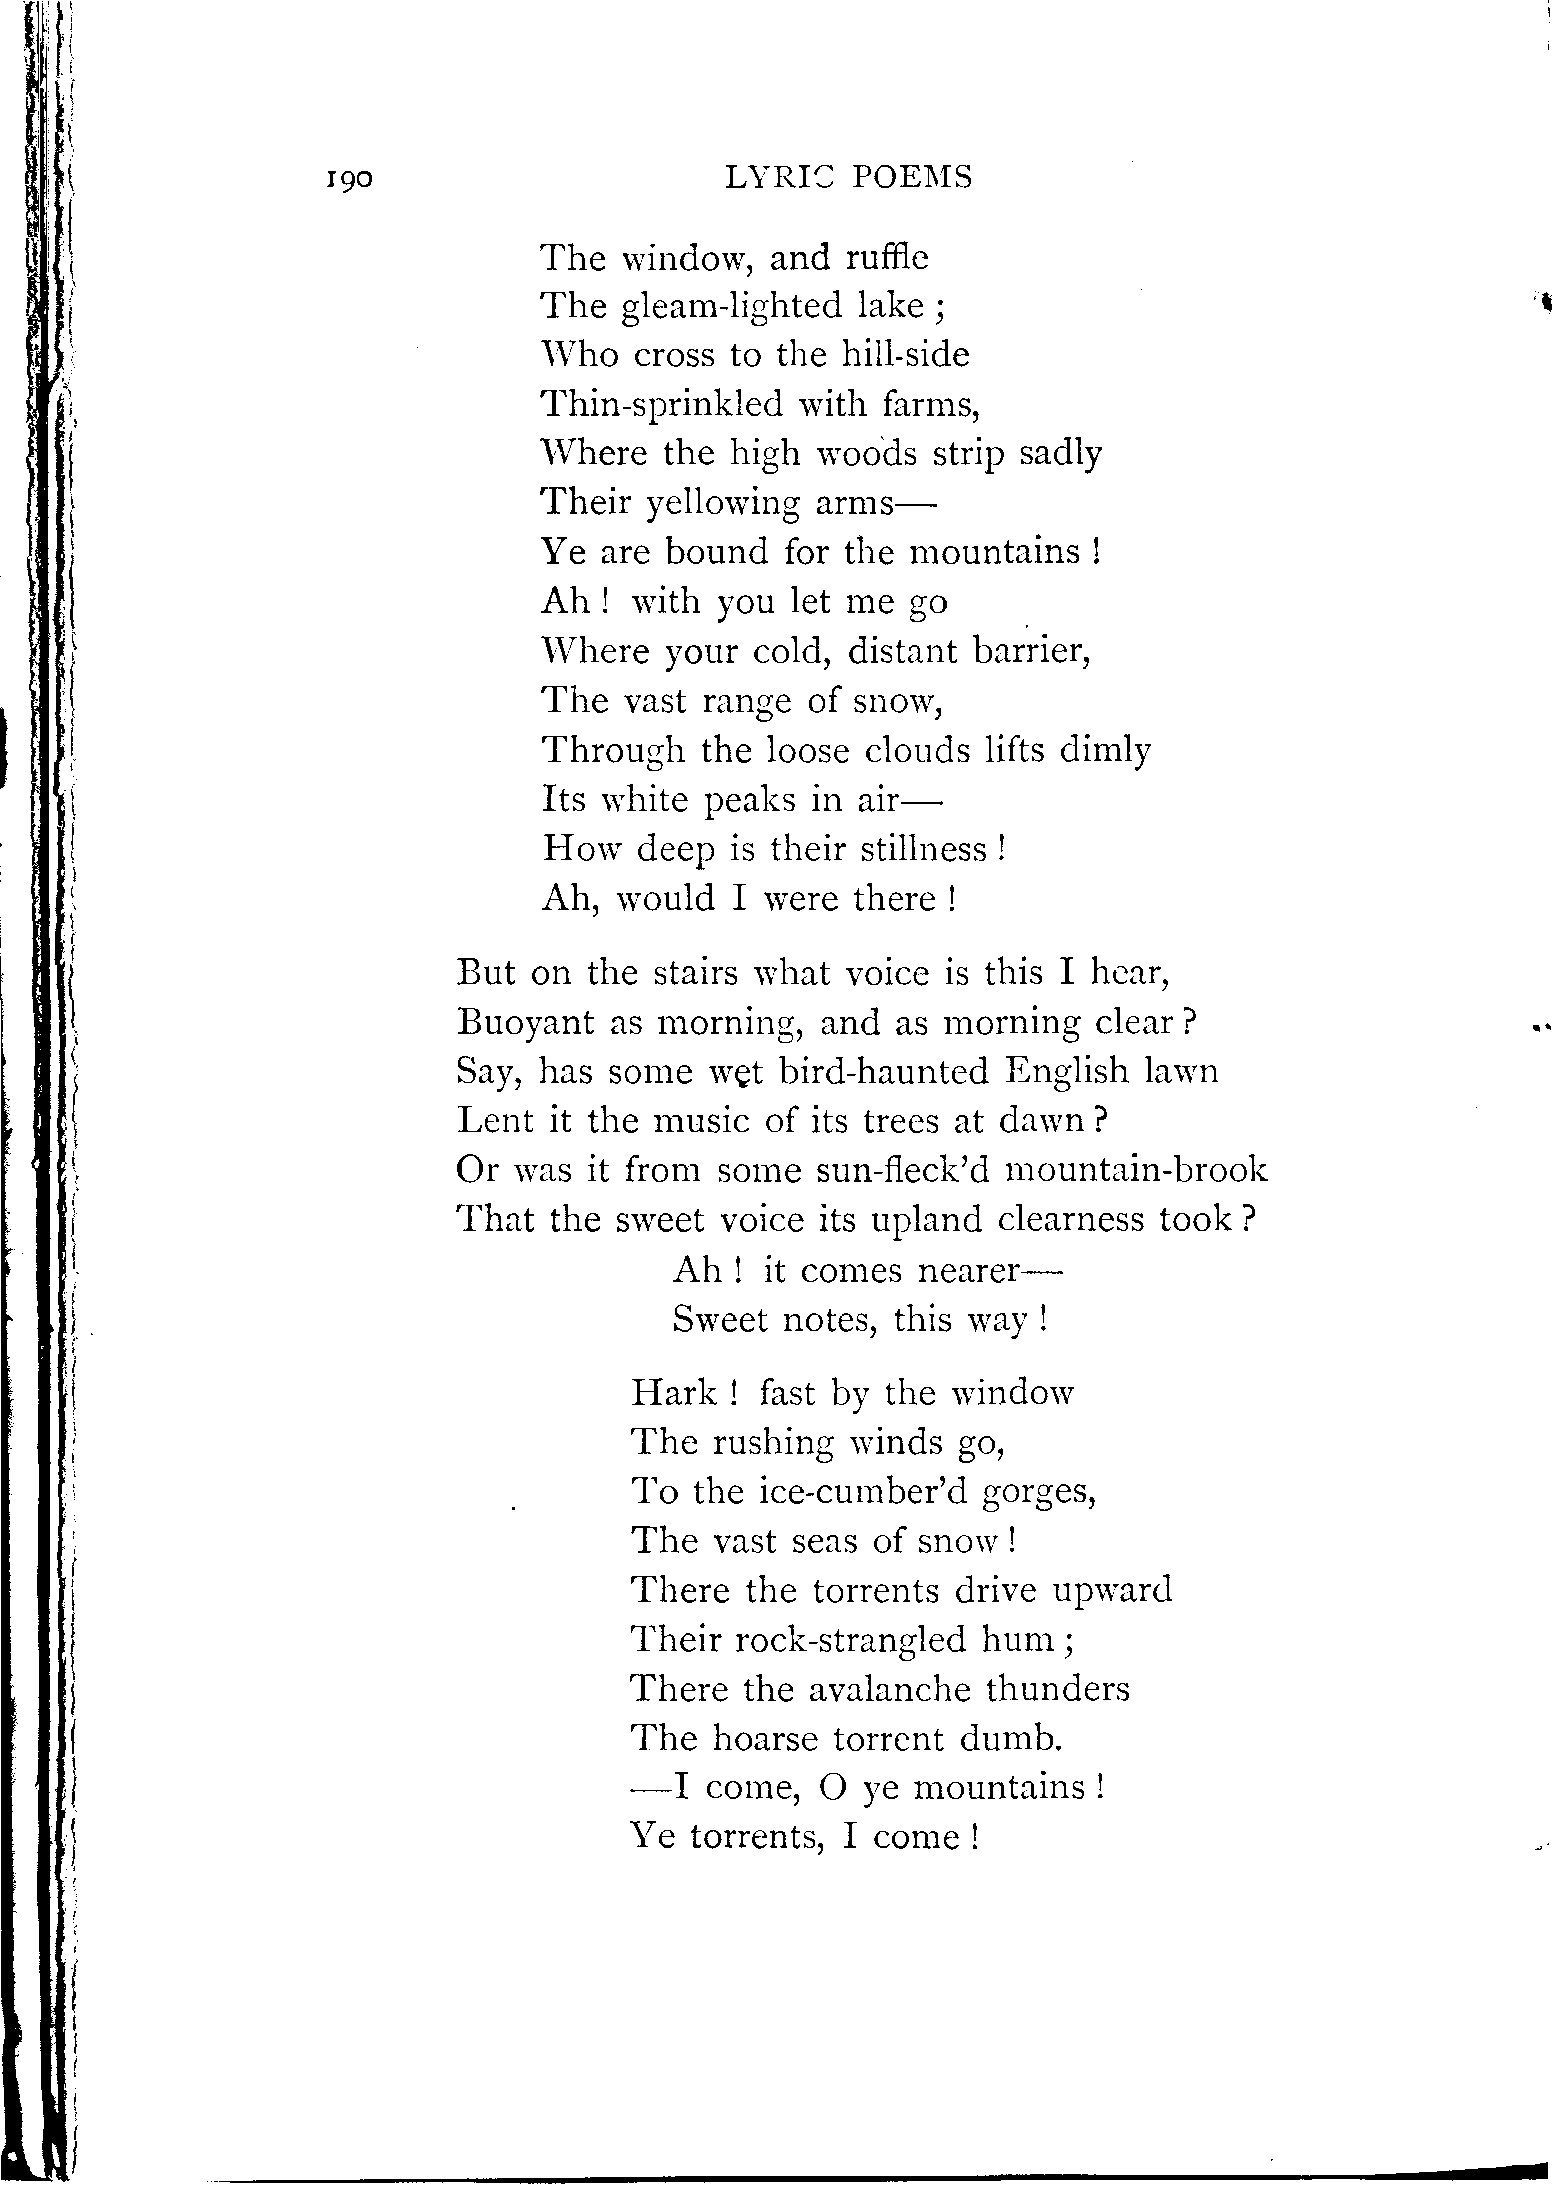 190 LYRIC POEMS
The window, and ruffle
The gleam-lighted lake ;
Who cross to the hill-side
Thin-sprinkled with farms,
Where the high woods strip sadly
Their yellowing arms—
Ye are bound for the mountains !
Ah ! with you let me go
Where your cold, distant barrier,
The vast range of snow,
Through the loose clouds lifts dimly
Its white peaks in air—
How deep is their stillness !
Ah, would I were there !
But on the stairs what voice is this I hear,
Buoyant as morning, and as morning clear ?
Say, has some wet bird-haunted English lawn
Lent it the music of its trees at dawn ?
Or was it from some sun-fleck'd mountain-brook
That the sweet voice its upland clearness took ?
Ah ! it comes nearer—
Sweet notes, this way !
Hark ! fast by the window
The rushing winds go,
To the ice-cumber'd gorges,
The vast seas of snow !
There the torrents drive upward
Their rock-strangled hum ;
There the avalanche thunders
The hoarse torrent dumb.
—I come, O ye mountains !
Ye torrents, I come !